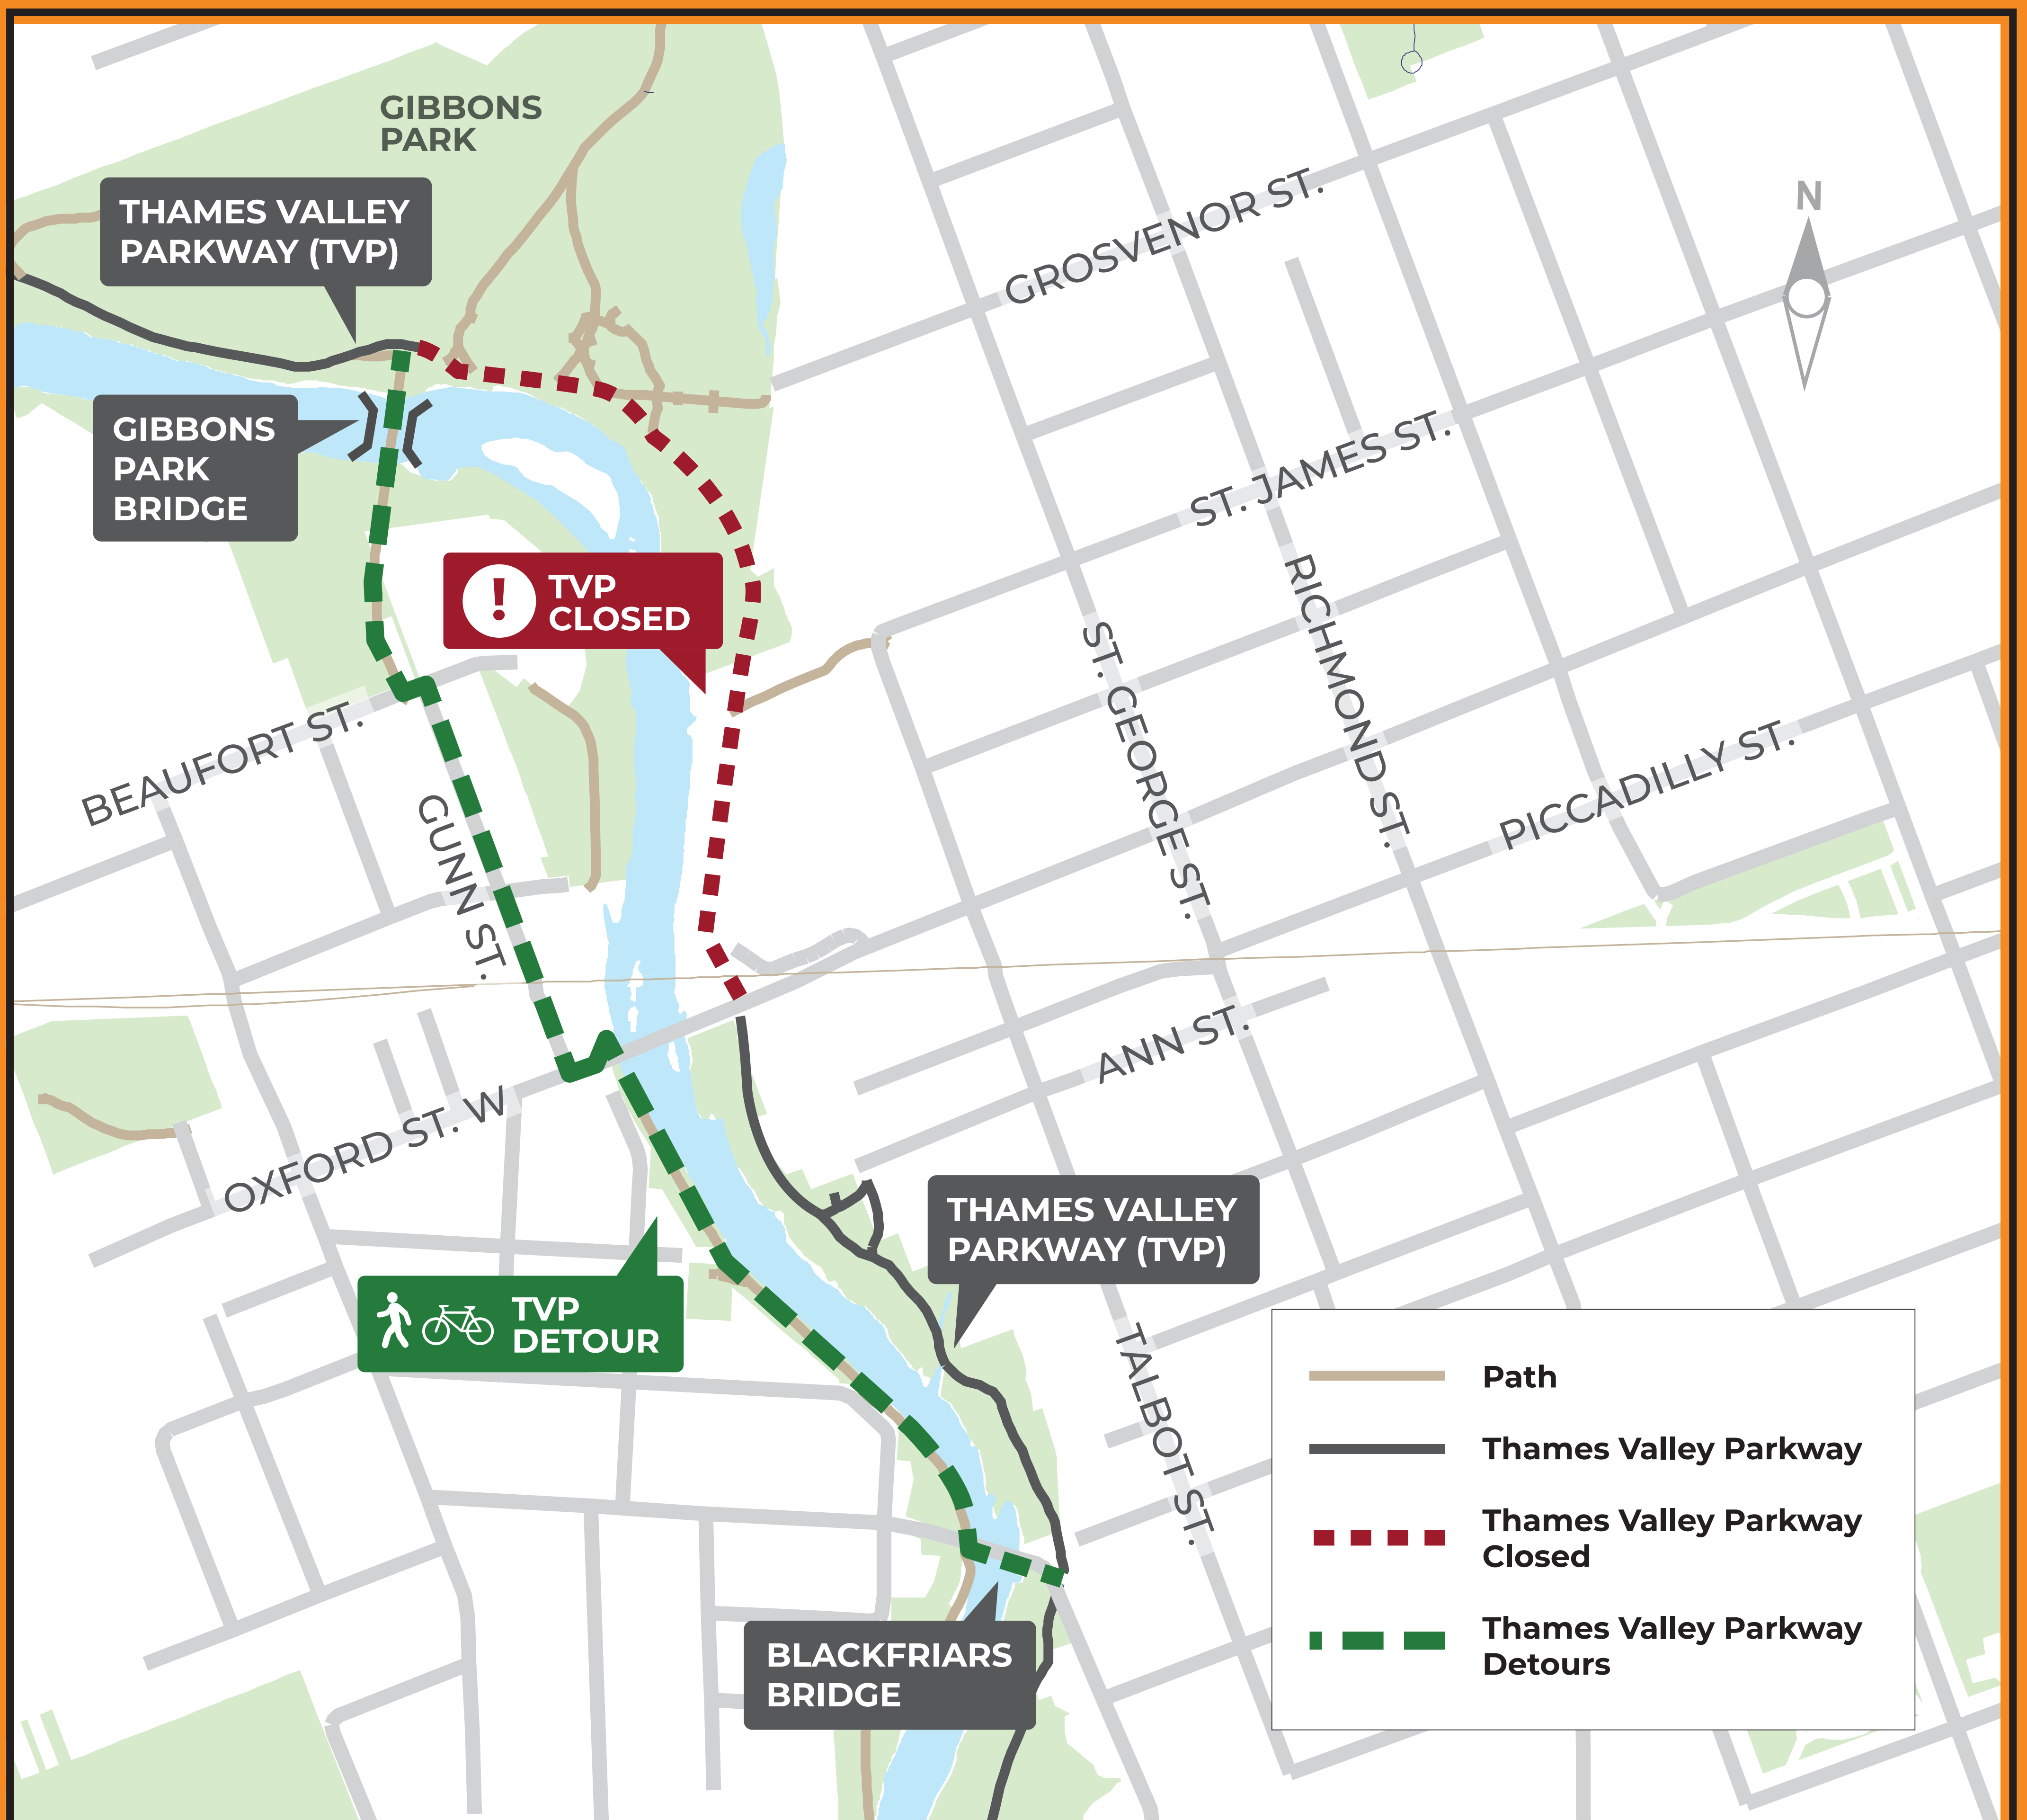 GIBBONS
PARK
THAMES VALLEY
PARKWAY (TVP)
N
GROSVENOR ST.
GIBBONS
PARK
BRIDGE
ST. JAMES ST.
! TVP
CLOSED
RICHMOND ST.
ST. GEORGE ST.
BEAUFORT ST.
PICCADILLY ST.
GUNN ST.
ANN ST.
OXFORD ST. W
THAMES VALLEY
PARKWAY (TVP)
TVP
DETOUR
TALBOT ST.
BLACKFRIARS
BRIDGE
Path
Thames Valley Parkway
Thames Valley Parkway
Closed
Thames Valley Parkway
Detours